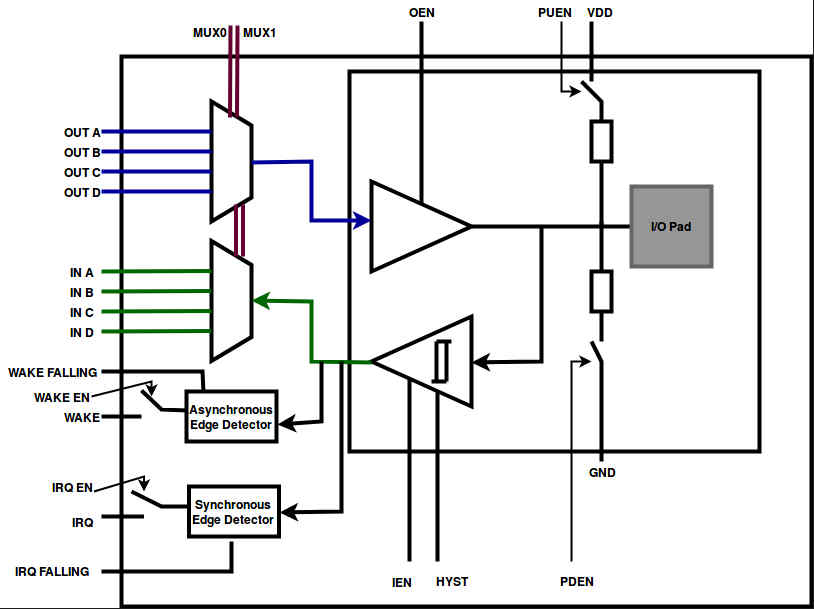 OEN
PUEN
VDD
MUX0
MUX1
OUT A
OUT B
OUT C
OUT D
I/O Pad
IN A
IN B
IN C
IN D
WAKE FALLING
WAKE EN
WAKE
Asynchronous
Edge Detector
GND
IRQ EN
IRQ
Synchronous
Edge Detector
IRQ FALLING
IEN
HYST
PDEN